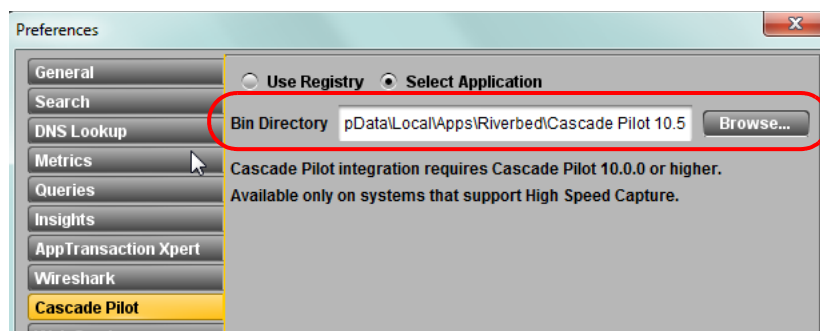 Preferences
General
Search
DNS Lookup
Metrics
Queries
Insights
AppTransaction Xpert
Wireshark
Cascade Pilot
Use Registry Select Application
Bin Directory pData\Local\Apps\Riverbed\Cascade Pilot 10.5 Browse...
Cascade Pilot integration requires Cascade Pilot 10.0.0 or higher.
Available only on systems that support High Speed Capture.